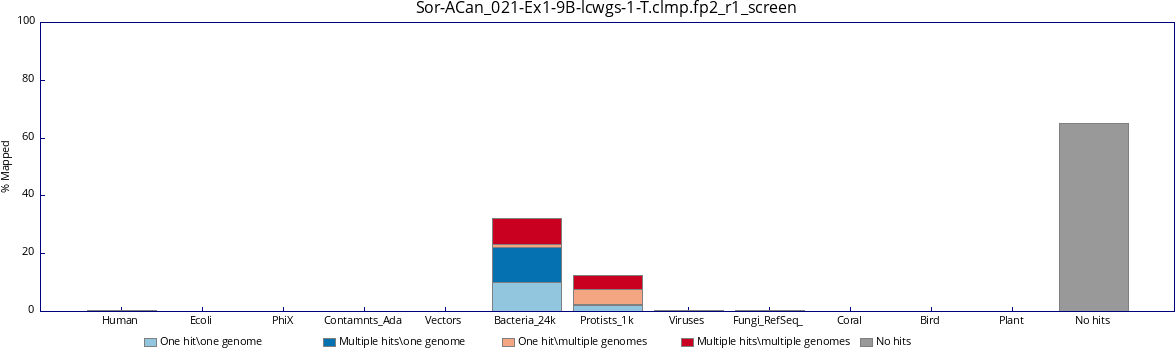 Sor-ACan_021-Ex1-9B-lcwgs-1-T.clmp.fp2_r1_screen
100
80
60
40
20
0
% Mapped
Human Ecoli PhiX Contamnts_Ada Vectors Bacteria_24k Protists_1k Viruses Fungi_RefSeq_ Coral Bird Plant No hits
One hit\one genome Multiple hits\one genome One hit\multiple genomes Multiple hits\multiple genomes No hits